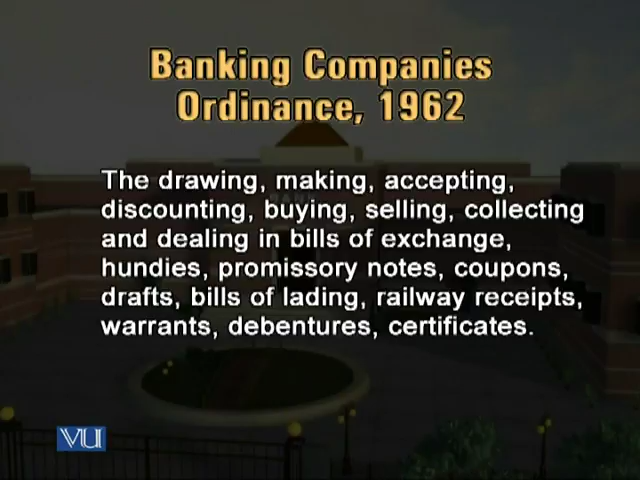 Banking Companies
Ordinance, 1962
The drawing, making, accepting,
discounting, buying, selling, collecting
and dealing in bills of exchange,
hundies, promissory notes, coupons,
drafts, bills of lading, railway receipts,
warrants, debentures, certificates.
VU